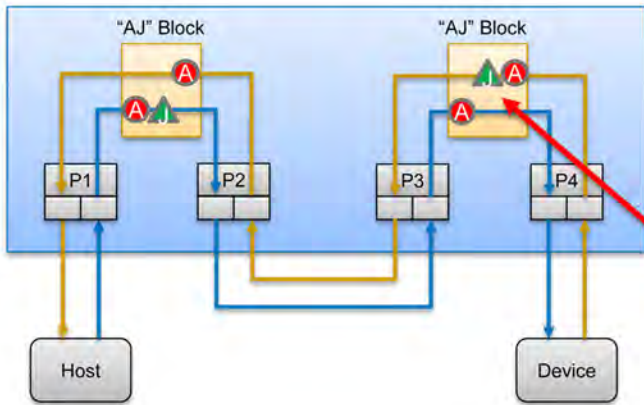 “AJ” Block “AJ” Block
A J A
A J A
P1 P2 P3 P4
Host Device